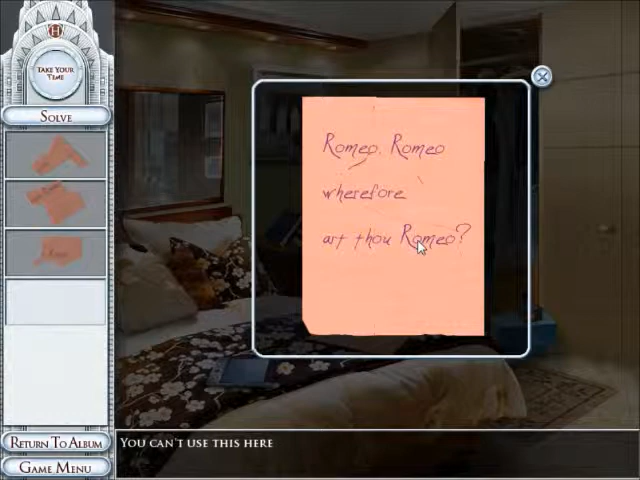 H
TAKE YOUR
TIME
SOLVE
Romeo, Romeo
wherefore
art thou Romeo?
RETURN TO ALBUM
GAME MENU
YOU CAN'T USE THIS HERE